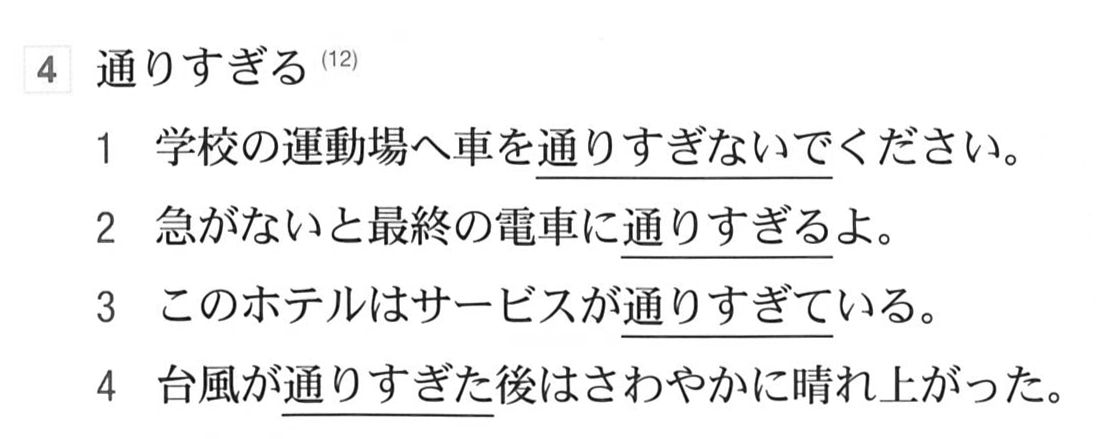 4 通りすぎる (12)
1 学校の運動場へ車を通りすぎないでください。
2 急がないと最終の電車に通りすぎるよ。
3 このホテルはサービスが通りすぎている。
4 台風が通りすぎた後はさわやかに晴れ上がった。